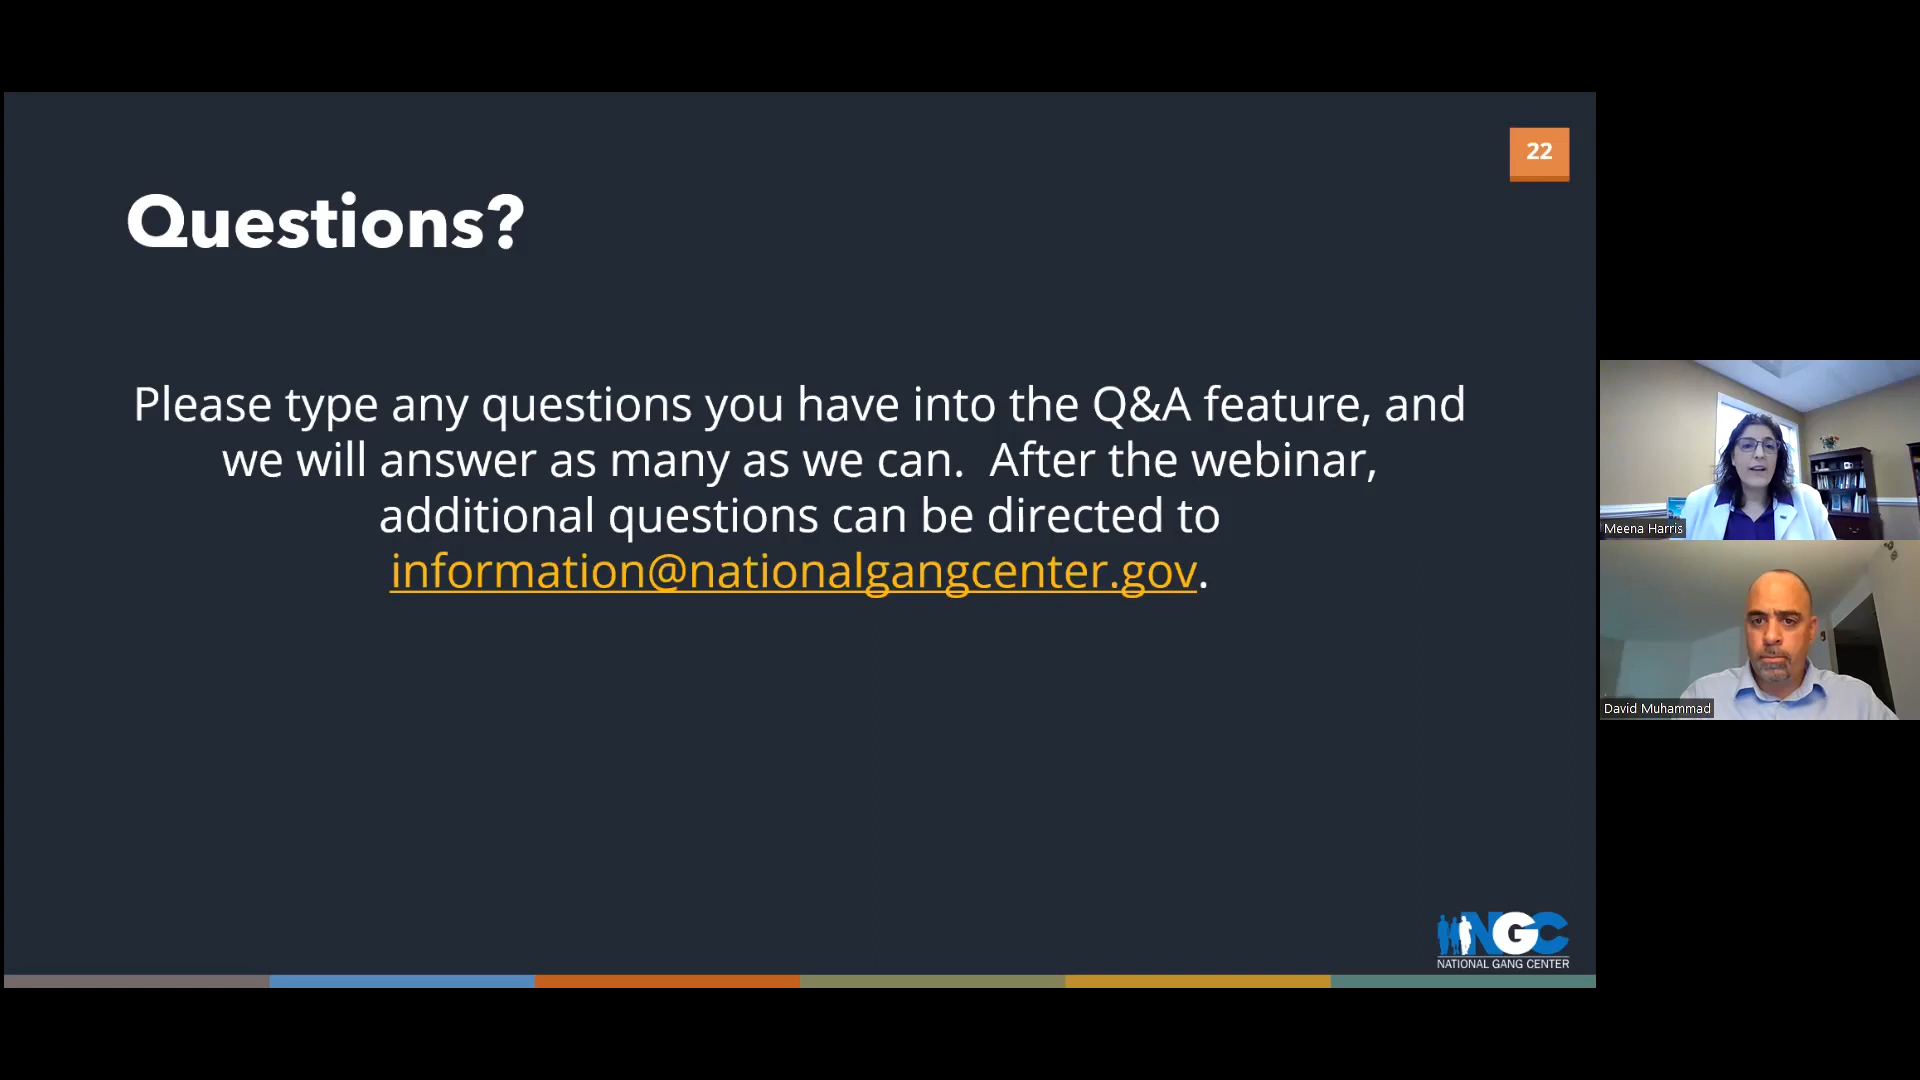 22
Questions?
Please type any questions you have into the Q&A feature, and
we will answer as many as we can.  After the webinar,
additional questions can be directed to
information@nationalgangcenter.gov.
Meena Harris
David Muhammad
NGC
NATIONAL GANG CENTER